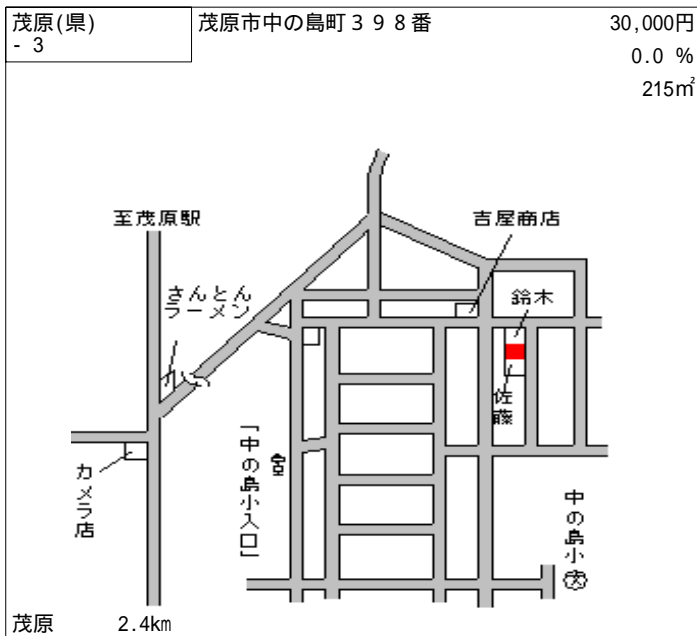 茂原(県)
- 3
茂原市中の島町３９８番
30,000円
0.0 %
215㎡
至茂原駅
吉屋商店
さんとん
ラーメン
鈴木
佐藤
カメラ店
「中の島小入口」
中の島小
文
茂原 2.4km